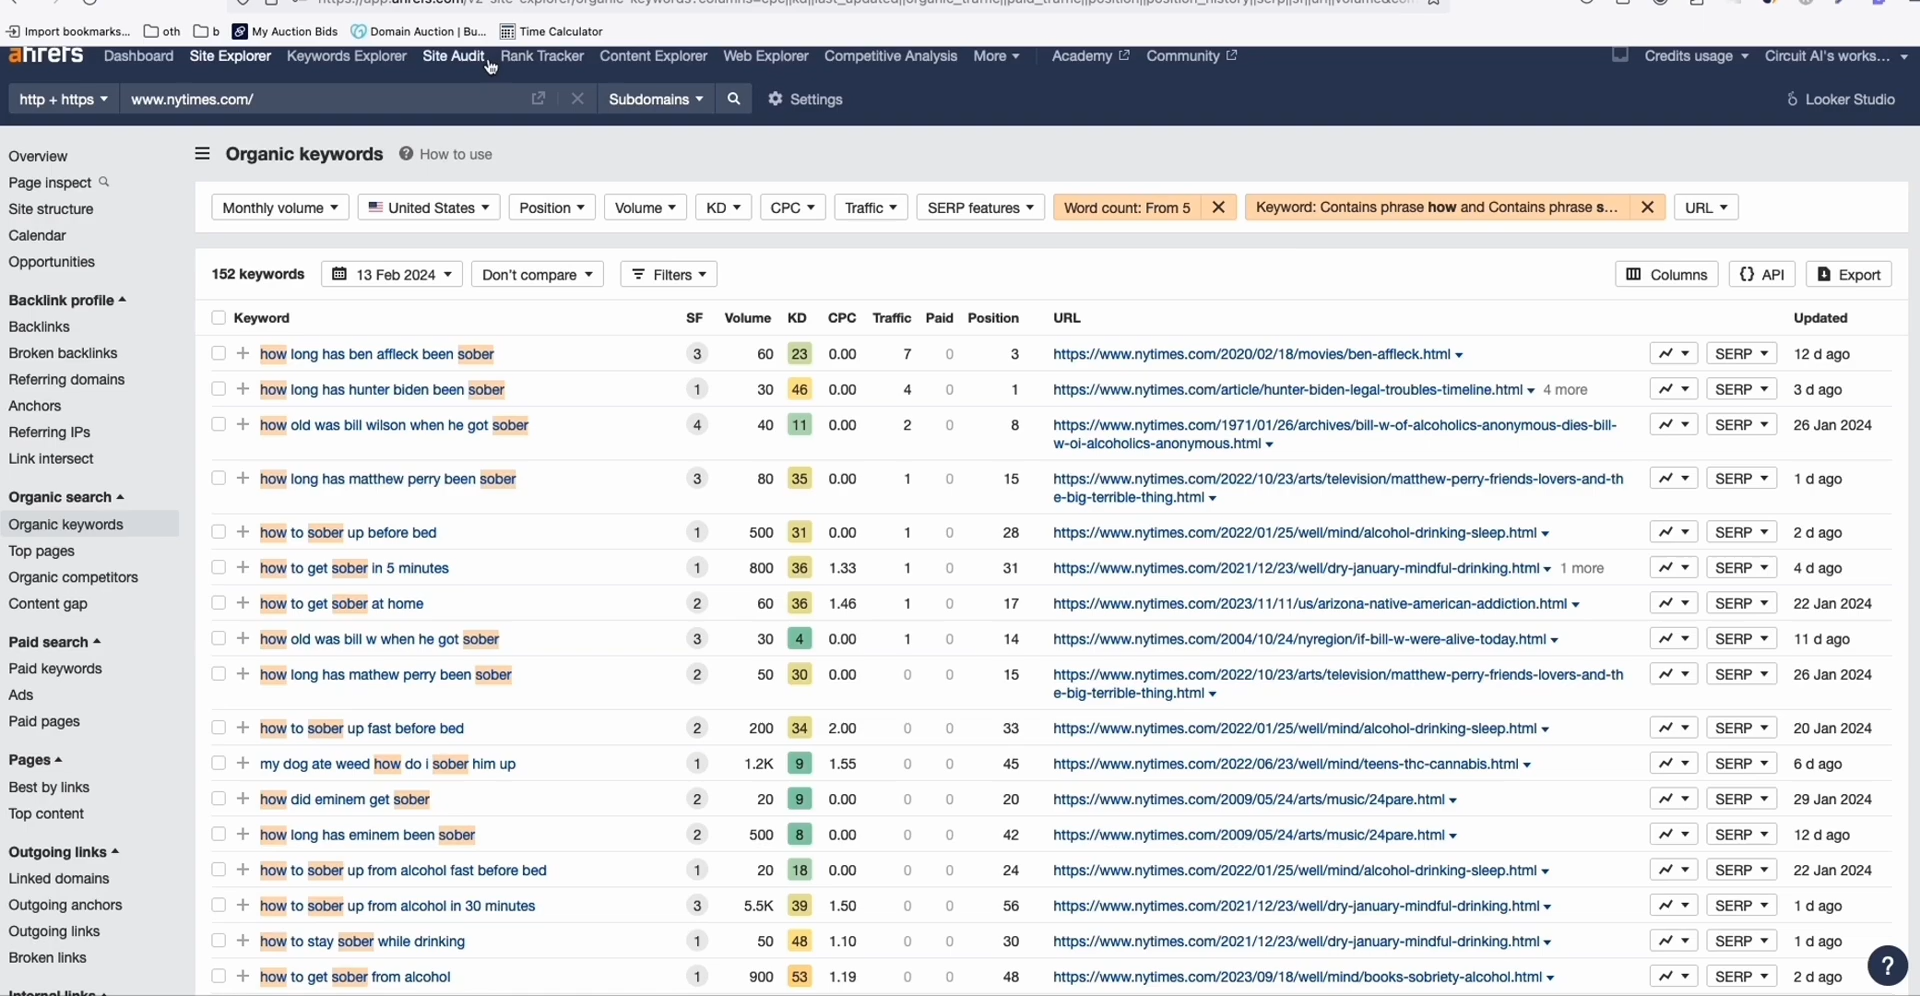 Import bookmarks...
oth
b
My Auction Bids
Domain Auction | Bu...
Time Calculator
ahrefs
Dashboard
Site Explorer
Keywords Explorer
Site Audit
Rank Tracker
Content Explorer
Web Explorer
Competitive Analysis
More
Academy
Community
Credits usage
Circuit AI's works...
http + https
www.nytimes.com/
Subdomains
Settings
Looker Studio
Overview
Page inspect
Site structure
Calendar
Opportunities
Backlink profile
Backlinks
Broken backlinks
Referring domains
Anchors
Referring IPs
Link intersect
Organic search
Organic keywords
Top pages
Organic competitors
Content gap
Paid search
Paid keywords
Ads
Paid pages
Pages
Best by links
Top content
Outgoing links
Linked domains
Outgoing anchors
Outgoing links
Broken links
Organic keywords ? How to use
Monthly volume
United States
Position
Volume
KD
CPC
Traffic
SERP features
Word count: From 5
Keyword: Contains phrase how and Contains phrase s...
URL
152 keywords
13 Feb 2024
Don't compare
Filters
Columns
{} API
Export
Keyword SF Volume KD CPC Traffic Paid Position URL Updated
how long has ben affleck been sober 3 60 23 0.00 7 0 3 https://www.nytimes.com/2020/02/18/movies/ben-affleck.html SERP 12 d ago
how long has hunter biden been sober 1 30 46 0.00 4 0 1 https://www.nytimes.com/article/hunter-biden-legal-troubles-timeline.html 4 more SERP 3 d ago
how old was bill wilson when he got sober 4 40 11 0.00 2 0 8 https://www.nytimes.com/1971/01/26/archives/bill-w-of-alcoholics-anonymous-dies-bill- SERP 26 Jan 2024
w-oi-alcoholics-anonymous.html
how long has matthew perry been sober 3 80 35 0.00 1 0 15 https://www.nytimes.com/2022/10/23/arts/television/matthew-perry-friends-lovers-and-th SERP 1 d ago
e-big-terrible-thing.html
how to sober up before bed 1 500 31 0.00 1 0 28 https://www.nytimes.com/2022/01/25/well/mind/alcohol-drinking-sleep.html SERP 2 d ago
how to get sober in 5 minutes 1 800 36 1.33 1 0 31 https://www.nytimes.com/2021/12/23/well/dry-january-mindful-drinking.html 1 more SERP 4 d ago
how to get sober at home 2 60 36 1.46 1 0 17 https://www.nytimes.com/2023/11/11/us/arizona-native-american-addiction.html SERP 22 Jan 2024
how old was bill w when he got sober 3 30 4 0.00 1 0 14 https://www.nytimes.com/2004/10/24/nyregion/if-bill-w-were-alive-today.html SERP 11 d ago
how long has mathew perry been sober 2 50 30 0.00 0 0 15 https://www.nytimes.com/2022/10/23/arts/television/matthew-perry-friends-lovers-and-th SERP 26 Jan 2024
e-big-terrible-thing.html
how to sober up fast before bed 2 200 34 2.00 0 0 33 https://www.nytimes.com/2022/01/25/well/mind/alcohol-drinking-sleep.html SERP 20 Jan 2024
my dog ate weed how do i sober him up 1 1.2K 9 1.55 0 0 45 https://www.nytimes.com/2022/06/23/well/mind/teens-thc-cannabis.html SERP 6 d ago
how did eminem get sober 2 20 9 0.00 0 0 20 https://www.nytimes.com/2009/05/24/arts/music/24pare.html SERP 29 Jan 2024
how long has eminem been sober 2 500 8 0.00 0 0 42 https://www.nytimes.com/2009/05/24/arts/music/24pare.html SERP 12 d ago
how to sober up from alcohol fast before bed 1 20 18 0.00 0 0 24 https://www.nytimes.com/2022/01/25/well/mind/alcohol-drinking-sleep.html SERP 22 Jan 2024
how to sober up from alcohol in 30 minutes 3 5.5K 39 1.50 0 0 56 https://www.nytimes.com/2021/12/23/well/dry-january-mindful-drinking.html SERP 1 d ago
how to stay sober while drinking 1 50 48 1.10 0 0 30 https://www.nytimes.com/2021/12/23/well/dry-january-mindful-drinking.html SERP 1 d ago
how to get sober from alcohol 1 900 53 1.19 0 0 48 https://www.nytimes.com/2023/09/18/well/mind/books-sobriety-alcohol.html SERP 2 d ago
?